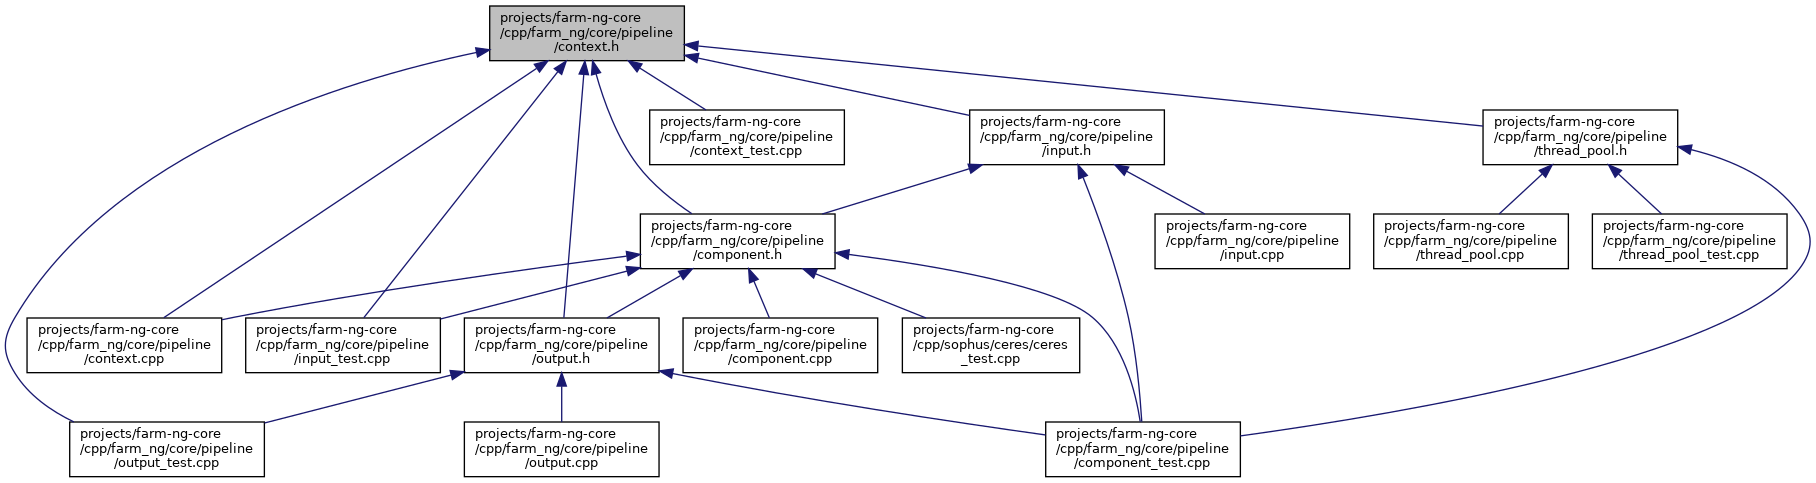 projects/farm-ng-core
/cpp/farm_ng/core/pipeline
/context.h
projects/farm-ng-core
/cpp/farm_ng/core/pipeline
/context_test.cpp
projects/farm-ng-core
/cpp/farm_ng/core/pipeline
/input.h
projects/farm-ng-core
/cpp/farm_ng/core/pipeline
/thread_pool.h
projects/farm-ng-core
/cpp/farm_ng/core/pipeline
/component.h
projects/farm-ng-core
/cpp/farm_ng/core/pipeline
/input.cpp
projects/farm-ng-core
/cpp/farm_ng/core/pipeline
/thread_pool.cpp
projects/farm-ng-core
/cpp/farm_ng/core/pipeline
/thread_pool_test.cpp
projects/farm-ng-core
/cpp/farm_ng/core/pipeline
/context.cpp
projects/farm-ng-core
/cpp/farm_ng/core/pipeline
/input_test.cpp
projects/farm-ng-core
/cpp/farm_ng/core/pipeline
/output.h
projects/farm-ng-core
/cpp/farm_ng/core/pipeline
/component.cpp
projects/farm-ng-core
/cpp/sophus/ceres/ceres
_test.cpp
projects/farm-ng-core
/cpp/farm_ng/core/pipeline
/output_test.cpp
projects/farm-ng-core
/cpp/farm_ng/core/pipeline
/output.cpp
projects/farm-ng-core
/cpp/farm_ng/core/pipeline
/component_test.cpp